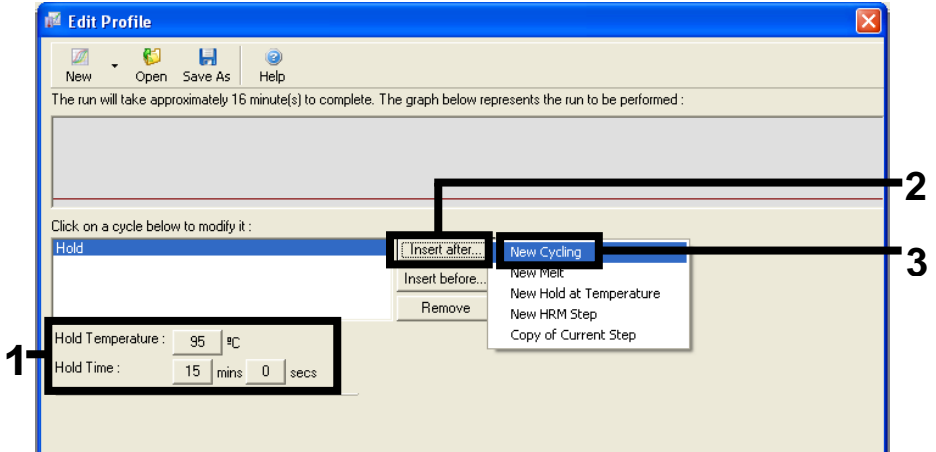 Edit Profile
New Open Save As Help
The run will take approximately 16 minute(s) to complete. The graph below represents the run to be performed :
2
Click on a cycle below to modify it :
Hold Insert after... New Cycling
3
Insert before... New Melt
New Hold at Temperature
Remove New HRM Step
Copy of Current Step
1
Hold Temperature : 95 ºC
Hold Time : 15 mins 0 secs